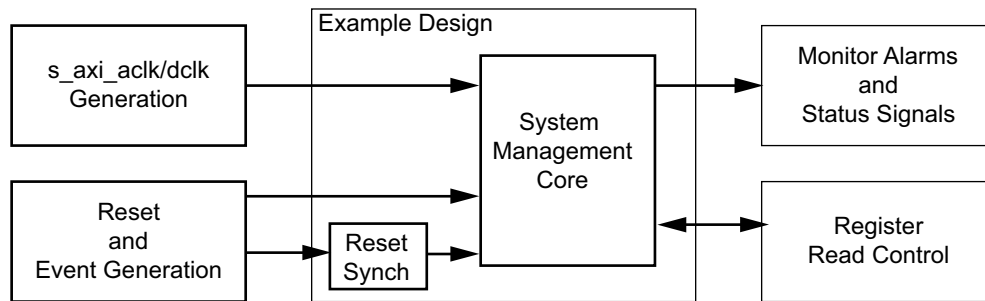 Example Design
s_axi_aclk/dclk
Generation
System
Management
Core
Monitor Alarms
and
Status Signals
Reset
and
Event Generation
Reset
Synch
Register
Read Control